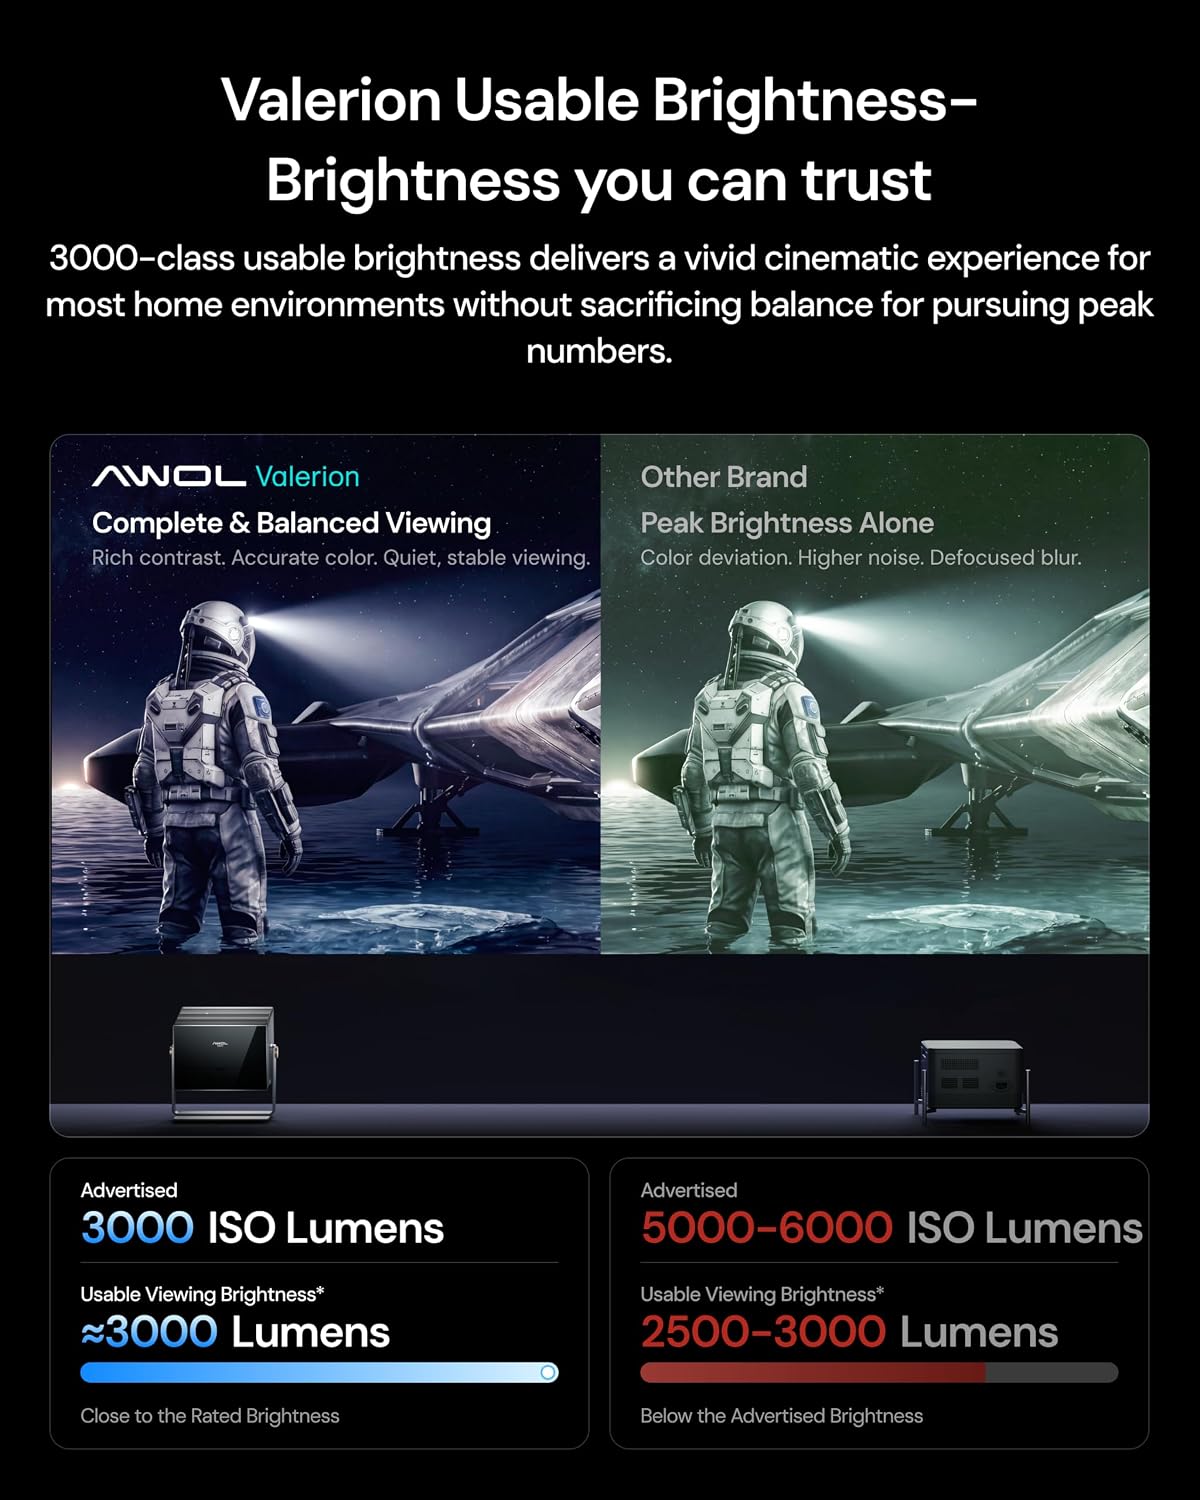 Valerion Usable Brightness–
Brightness you can trust
3000-class usable brightness delivers a vivid cinematic experience for
most home environments without sacrificing balance for pursuing peak
numbers.
AWOL Valerion
Complete & Balanced Viewing
Rich contrast. Accurate color. Quiet, stable viewing.
Other Brand
Peak Brightness Alone
Color deviation. Higher noise. Defocused blur.
Advertised
3000 ISO Lumens
Usable Viewing Brightness*
≈3000 Lumens
Close to the Rated Brightness
Advertised
5000-6000 ISO Lumens
Usable Viewing Brightness*
2500-3000 Lumens
Below the Advertised Brightness